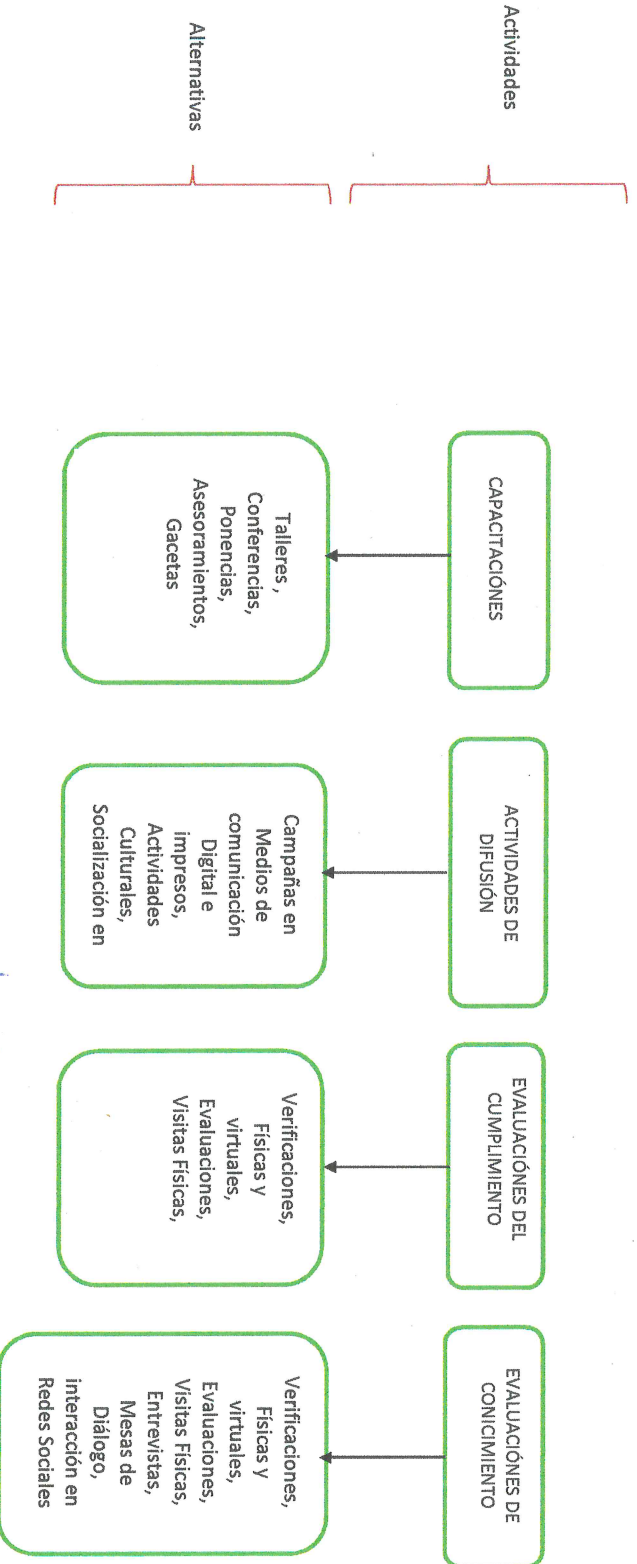 Actividades
CAPACITACIÓNES
ACTIVIDADES DE
DIFUSIÓN
EVALUACIÓNES DEL
CUMPLIMIENTO
EVALUACIÓNES DE
CONICIMIENTO
Alternativas
Talleres ,
Conferencias,
Ponencias,
Asesoramientos,
Gacetas
Campañas en
Medios de
comunicación
Digital e
impresos,
Actividades
Culturales,
Socialización en
Verificaciones,
Físicas y
virtuales,
Evaluaciones,
Visitas Físicas,
Verificaciones,
Físicas y
virtuales,
Evaluaciones,
Visitas Físicas,
Entrevistas,
Mesas de
Diálogo,
interacción en
Redes Sociales